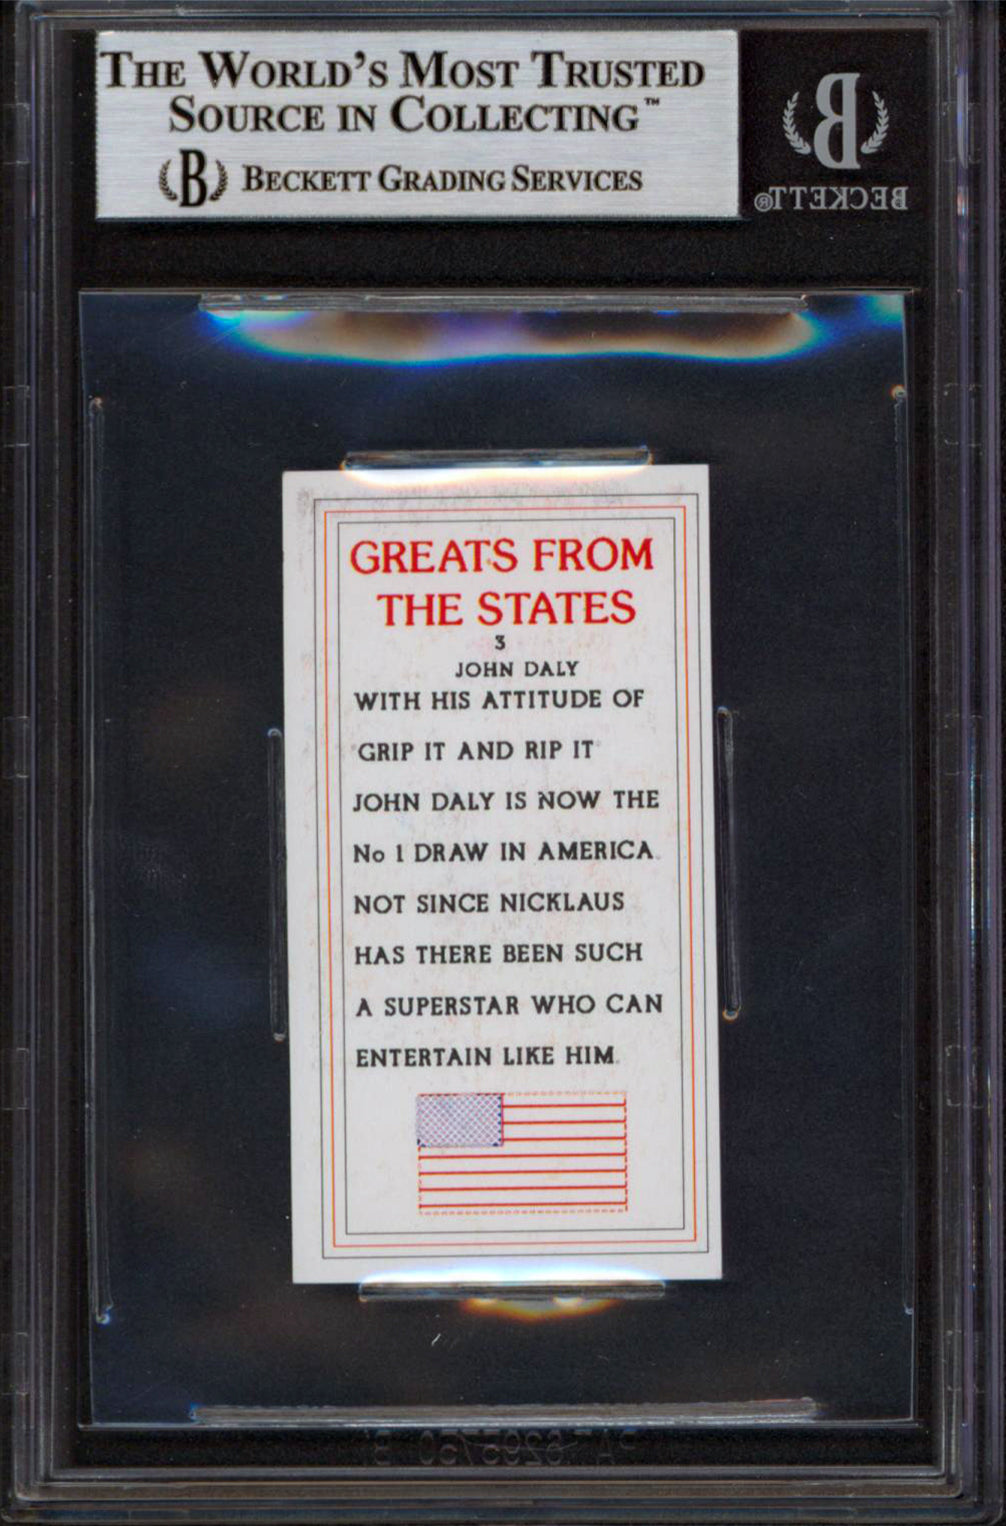 THE WORLD'S MOST TRUSTED
SOURCE IN COLLECTING™
B BECKETT GRADING SERVICES
B
BECKETT®
GREATS FROM
THE STATES
3
JOHN DALY
WITH HIS ATTITUDE OF
GRIP IT AND RIP IT
JOHN DALY IS NOW THE
No 1 DRAW IN AMERICA.
NOT SINCE NICKLAUS
HAS THERE BEEN SUCH
A SUPERSTAR WHO CAN
ENTERTAIN LIKE HIM.